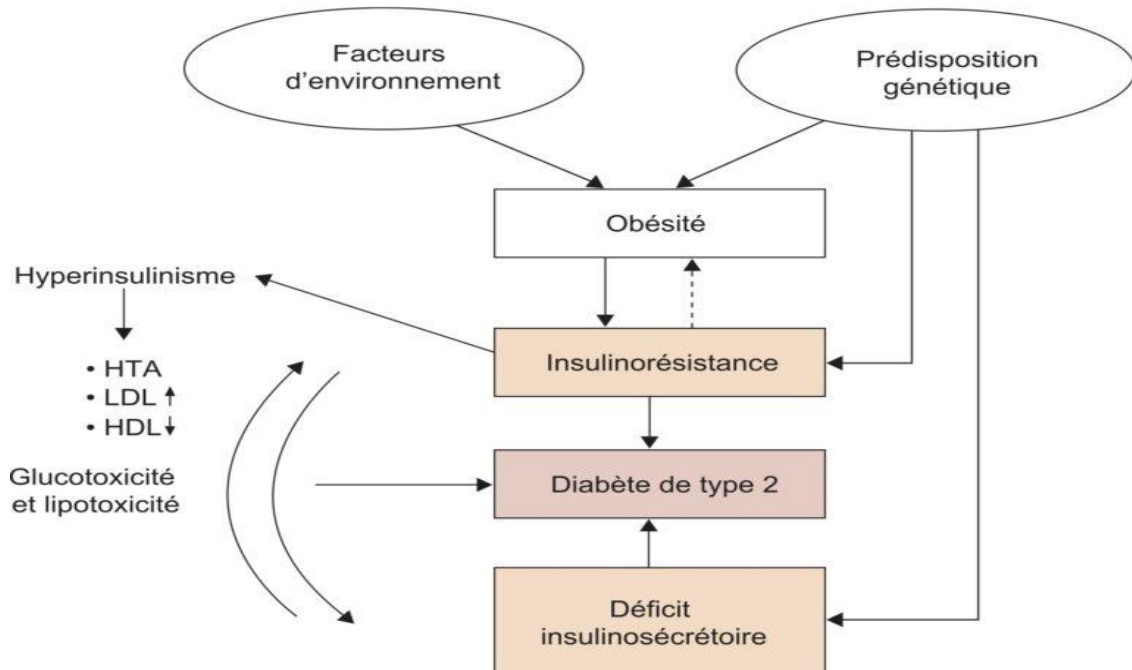 Facteurs
d'environnement
Prédisposition
génétique
Obésité
Hyperinsulinisme
• HTA
• LDL ↑
• HDL ↓
Insulinorésistance
Glucotoxicité
et lipotoxicité
Diabète de type 2
Déficit
insulinosécrétoire